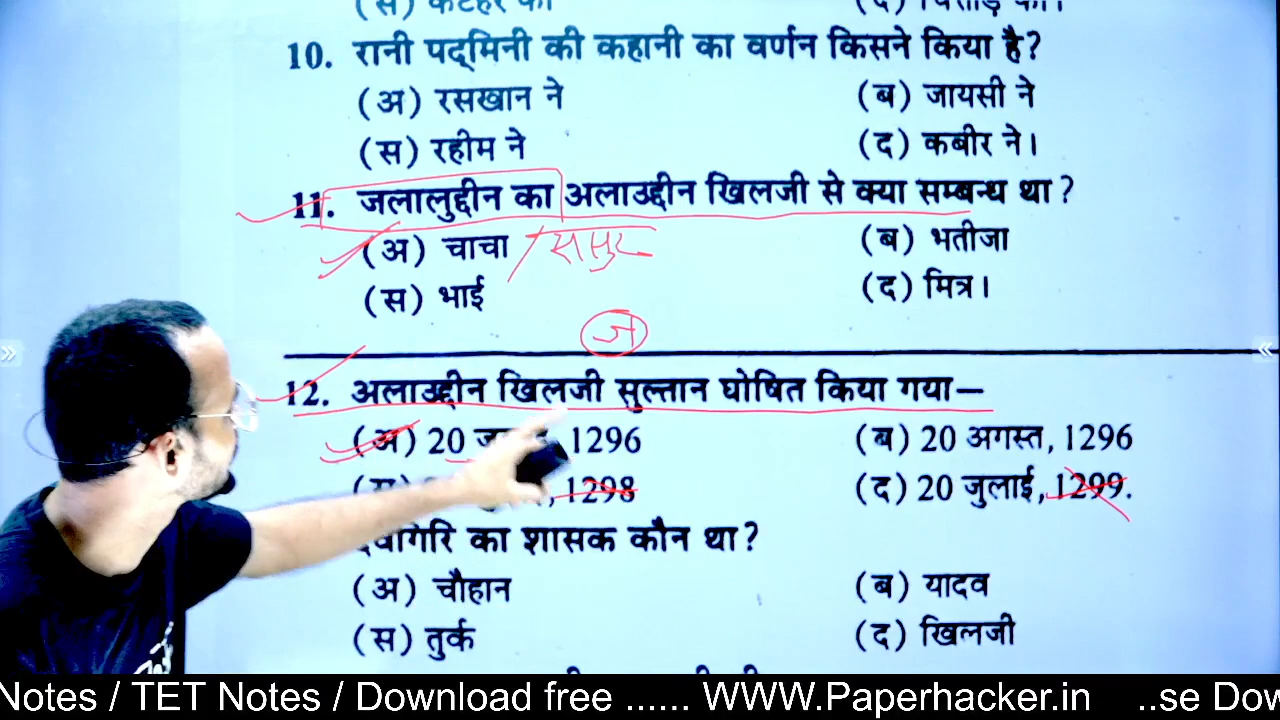 10. रानी पद्मिनी की कहानी का वर्णन किसने किया है?
(अ) रसखान ने (ब) जायसी ने
(स) रहीम ने (द) कबीर ने।
11. जलालुद्दीन का अलाउद्दीन खिलजी से क्या सम्बन्ध था?
(अ) चाचा / ससुर (ब) भतीजा
(स) भाई (द) मित्र।
ज
12. अलाउद्दीन खिलजी सुल्तान घोषित किया गया—
(अ) 20 1296 (ब) 20 अगस्त, 1296
, 1298 (द) 20 जुलाई, 1299.
का शासक कौन था?
(अ) चौहान (ब) यादव
(स) तुर्क (द) खिलजी
Notes / TET Notes / Download free ...... WWW.Paperhacker.in ..se Dow